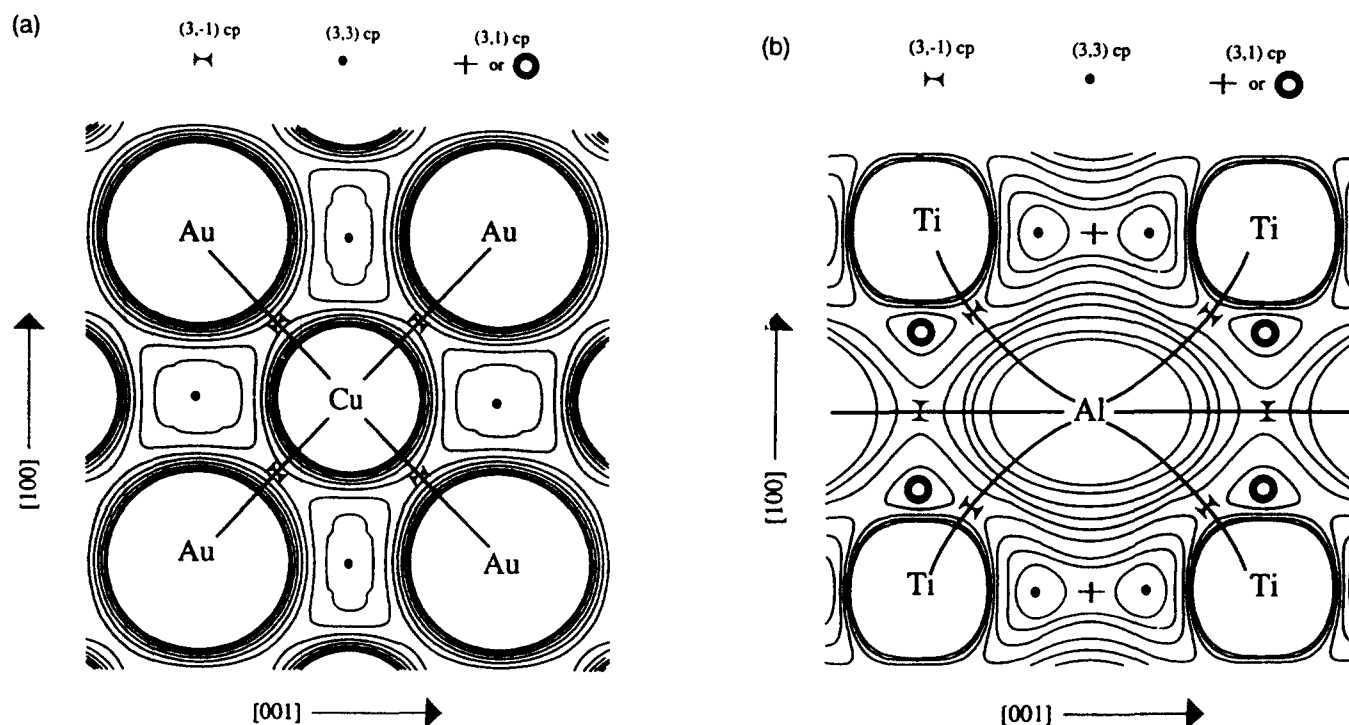 (a)
(3,-1) cp (3,3) cp (3,1) cp
or
Au Au
Cu
Au Au
[100]
[001]
(b)
(3,-1) cp (3,3) cp (3,1) cp
or
Ti Ti
Al
Ti Ti
[100]
[001]